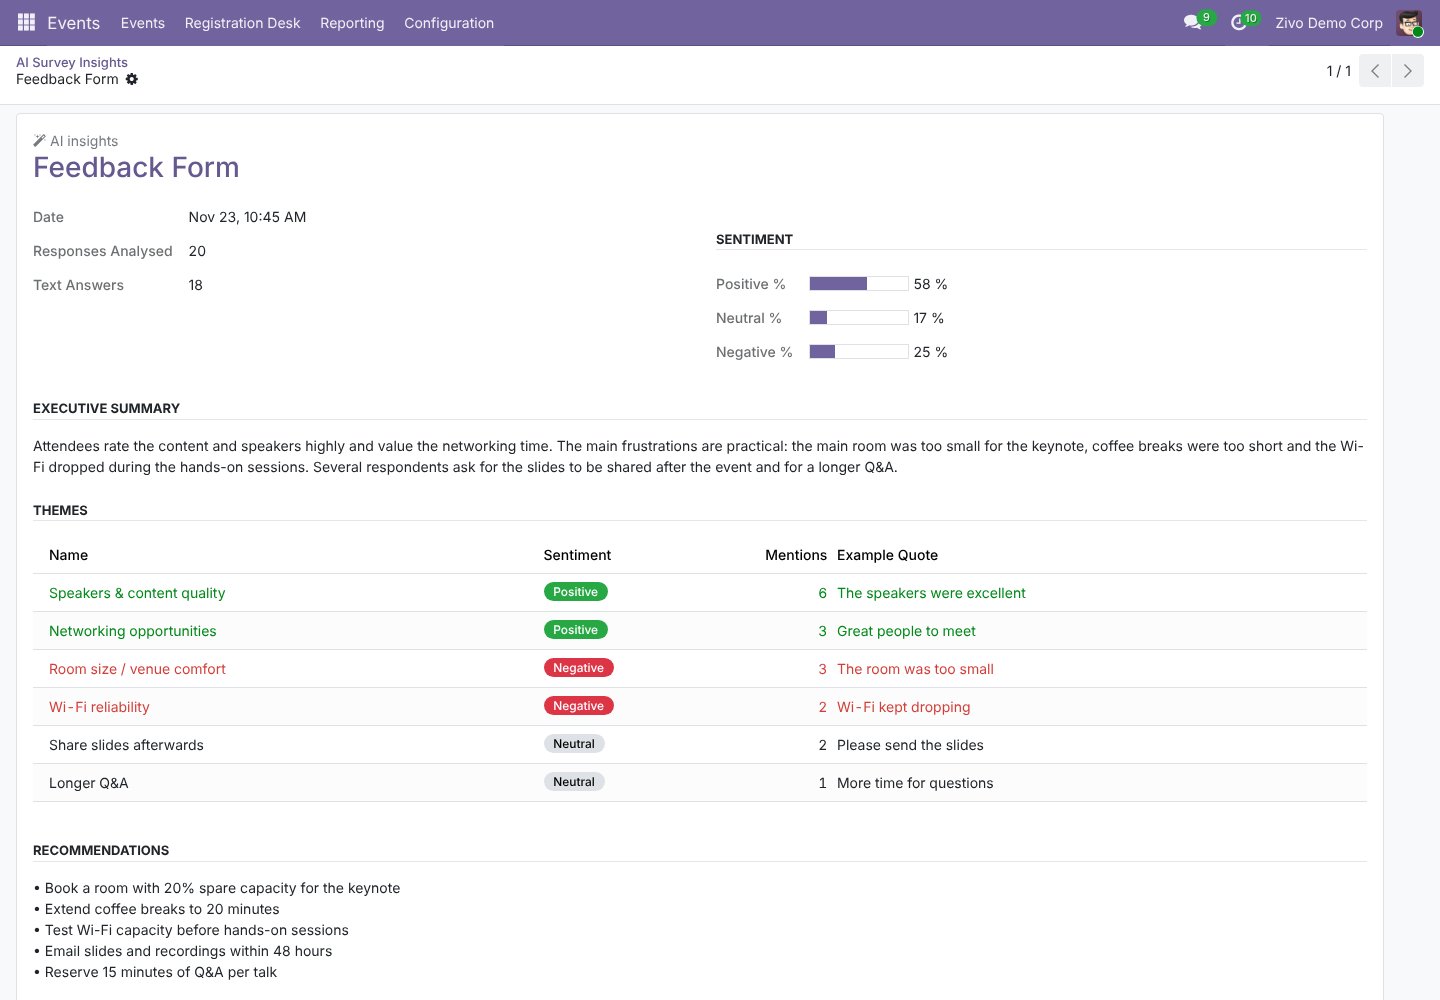 Events Events Registration Desk Reporting Configuration 9 10 Zivo Demo Corp
AI Survey Insights
Feedback Form
1 / 1
AI insights
Feedback Form
Date Nov 23, 10:45 AM
Responses Analysed 20
Text Answers 18
SENTIMENT
Positive % 58 %
Neutral % 17 %
Negative % 25 %
EXECUTIVE SUMMARY
Attendees rate the content and speakers highly and value the networking time. The main frustrations are practical: the main room was too small for the keynote, coffee breaks were too short and the Wi-
Fi dropped during the hands-on sessions. Several respondents ask for the slides to be shared after the event and for a longer Q&A.
THEMES
Name Sentiment Mentions Example Quote
Speakers & content quality Positive 6 The speakers were excellent
Networking opportunities Positive 3 Great people to meet
Room size / venue comfort Negative 3 The room was too small
Wi-Fi reliability Negative 2 Wi-Fi kept dropping
Share slides afterwards Neutral 2 Please send the slides
Longer Q&A Neutral 1 More time for questions
RECOMMENDATIONS
• Book a room with 20% spare capacity for the keynote
• Extend coffee breaks to 20 minutes
• Test Wi-Fi capacity before hands-on sessions
• Email slides and recordings within 48 hours
• Reserve 15 minutes of Q&A per talk